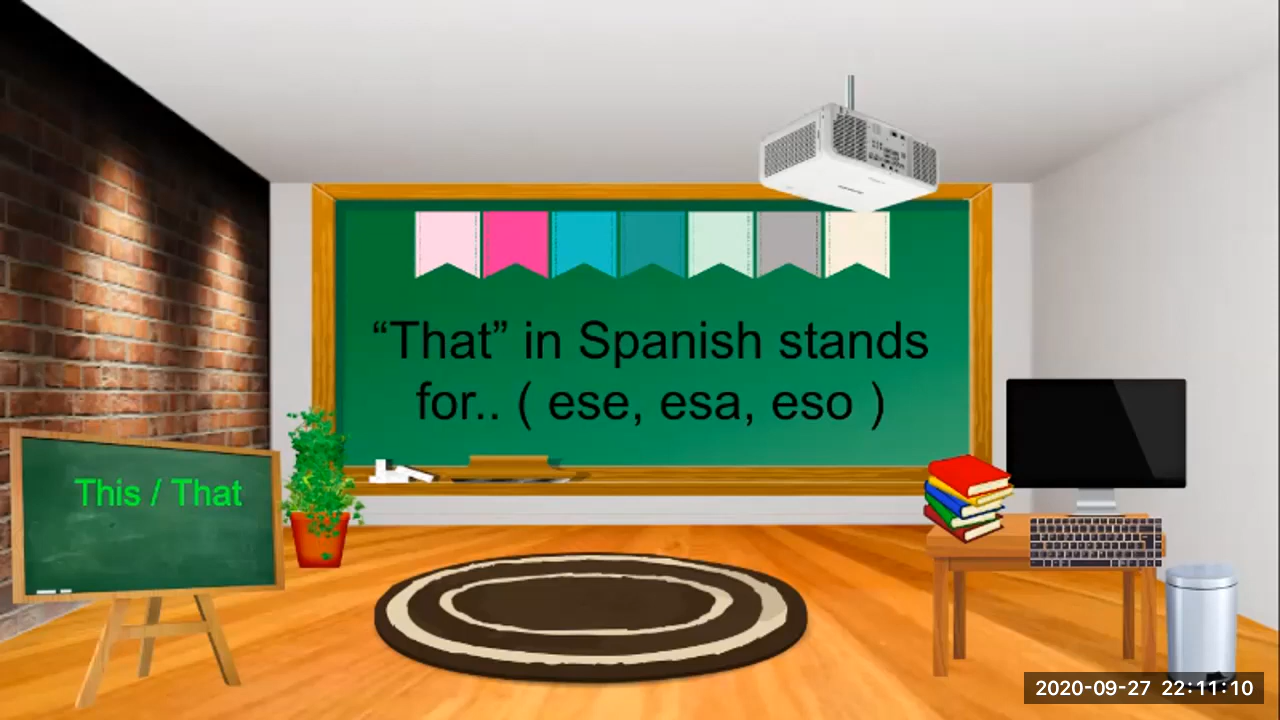 “That” in Spanish stands
for.. ( ese, esa, eso )
This / That
2020-09-27 22:11:10